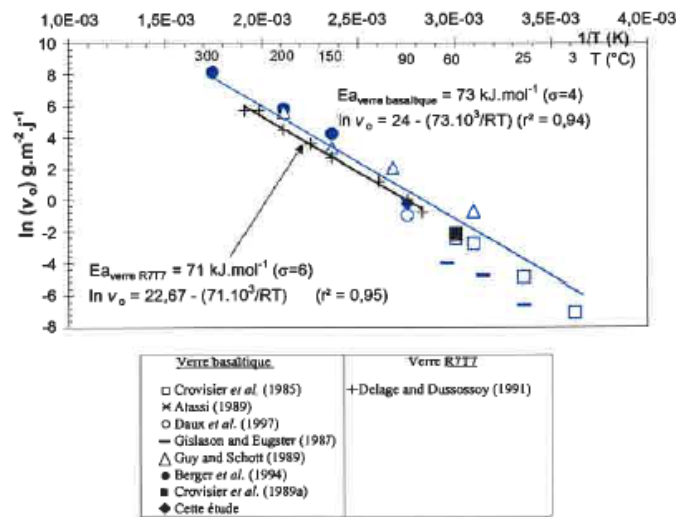 1,0E-03 1,5E-03 2,0E-03 2,5E-03 3,0E-03 3,5E-03 4,0E-03
1/T (K)
300 200 150 90 60 25 3 T (°C)
10
8
6
4
2
0
-2
-4
-6
-8
ln (v₀) g.m⁻².j⁻¹
Ea verre basaltique = 73 kJ.mol⁻¹ (σ=4)
ln v₀ = 24 - (73.10³/RT) (r² = 0,94)
Ea verre R7T7 = 71 kJ.mol⁻¹ (σ=6)
ln v₀ = 22,67 - (71.10³/RT) (r² = 0,95)
Verre basaltique
Crovisier et al. (1985)
Atassi (1989)
Daux et al. (1997)
Gislason and Eugster (1987)
Guy and Schott (1989)
Berger et al. (1994)
Crovisier et al. (1989a)
Cette étude
Verre R7T7
Delage and Dussossoy (1991)